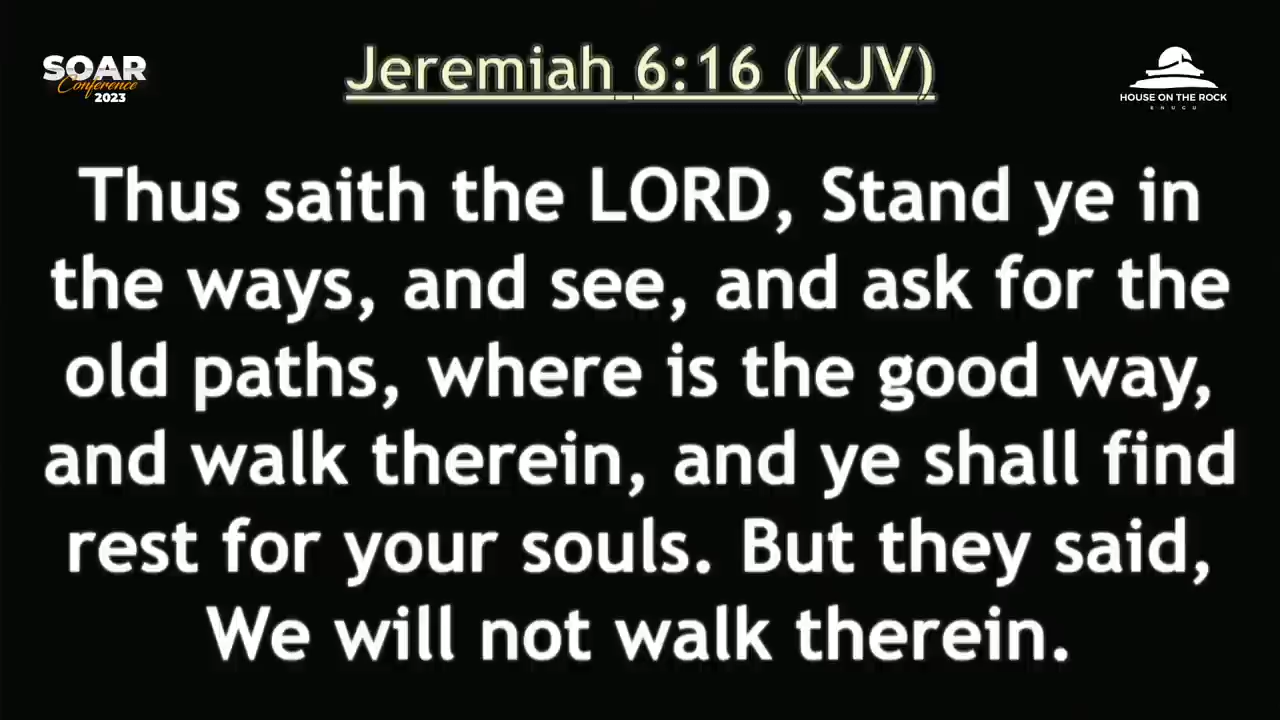 SOAR
Conference
2023
Jeremiah 6:16 (KJV)
HOUSE ON THE ROCK
ENUGU
Thus saith the LORD, Stand ye in
the ways, and see, and ask for the
old paths, where is the good way,
and walk therein, and ye shall find
rest for your souls. But they said,
We will not walk therein.